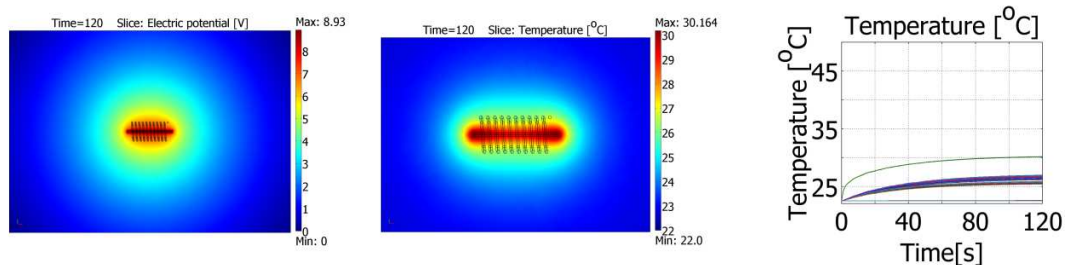 Time=120 Slice: Electric potential [V]
Max: 8.93
8
7
6
5
4
3
2
1
0
Min: 0
Time=120 Slice: Temperature [°C]
Max: 30.164
30
29
28
27
26
25
24
23
22
Min: 22.0
Temperature [°C]
Temperature [°C]
45
35
25
0 40 80 120
Time[s]